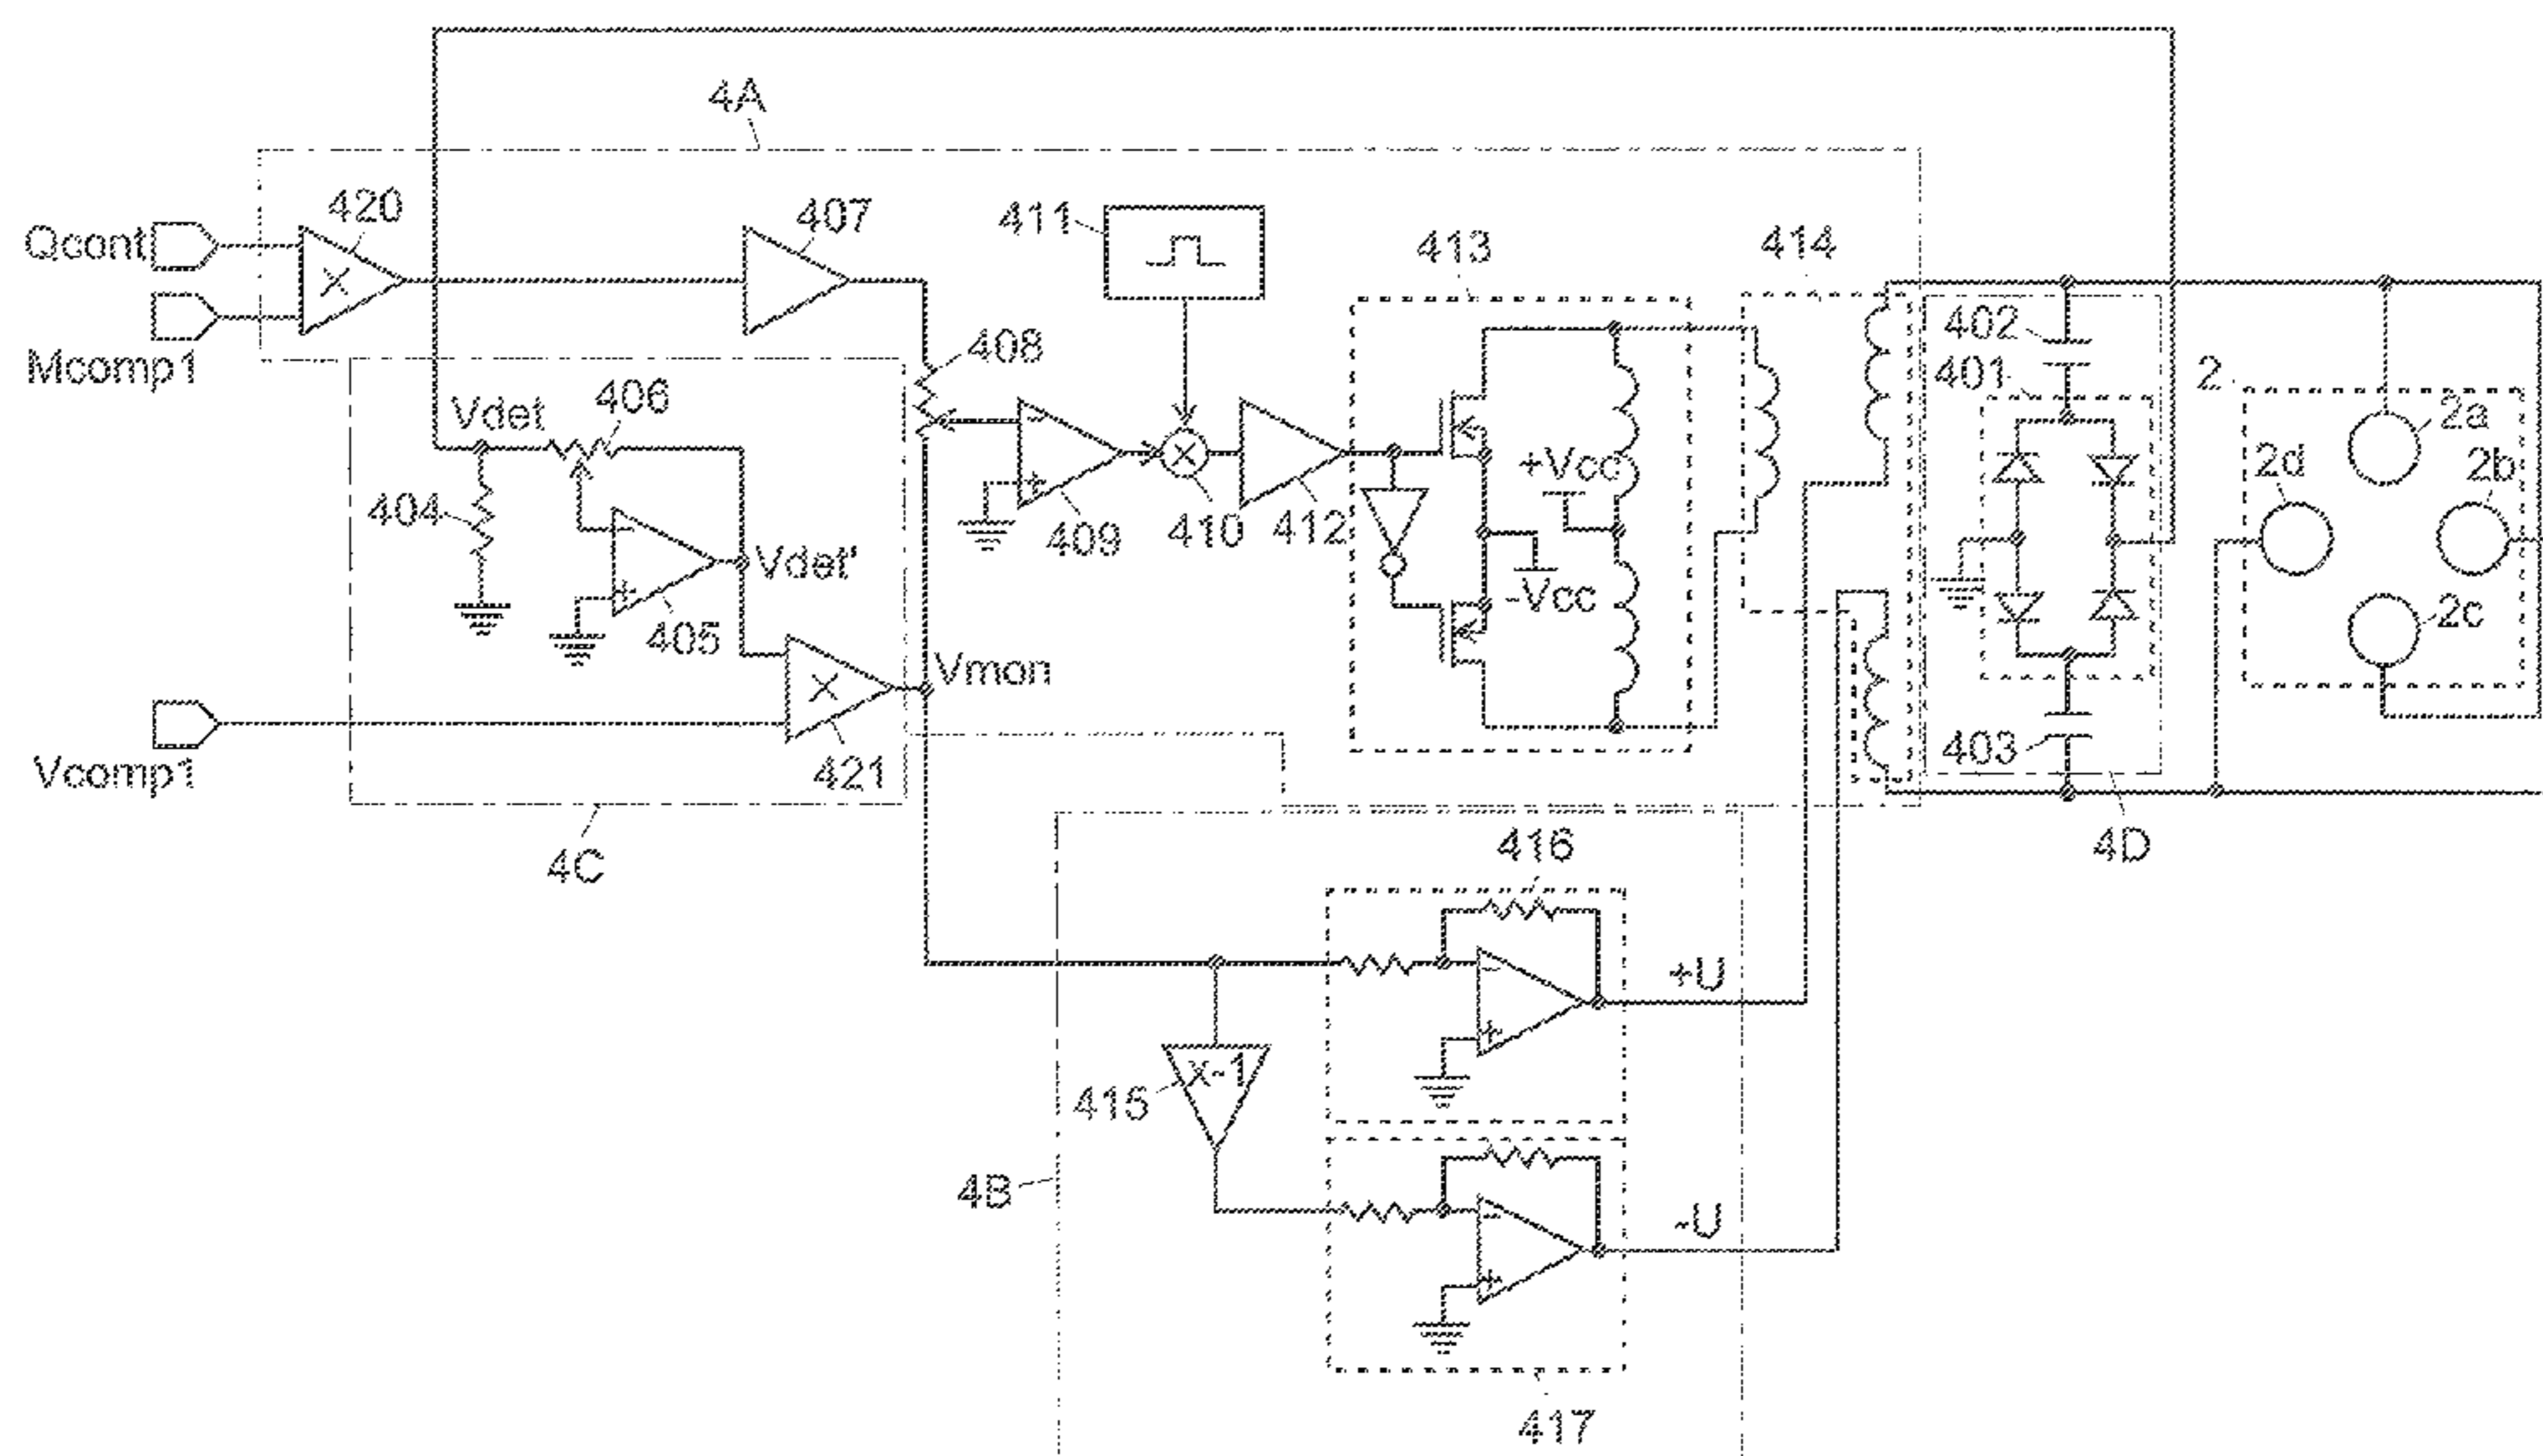 4A
420
407
411
413
414
Qcont
X
Mcomp1
408
402
401
2
Vdet
406
2a
2d
2b
-
+
X
+Vcc
404
409
410
412
-
+
Vdet'
-Vcc
405
2c
X
Vmon
403
Vcomp1
421
4C
4D
416
-
+
+U
X-1
415
4B
-
+
-U
417